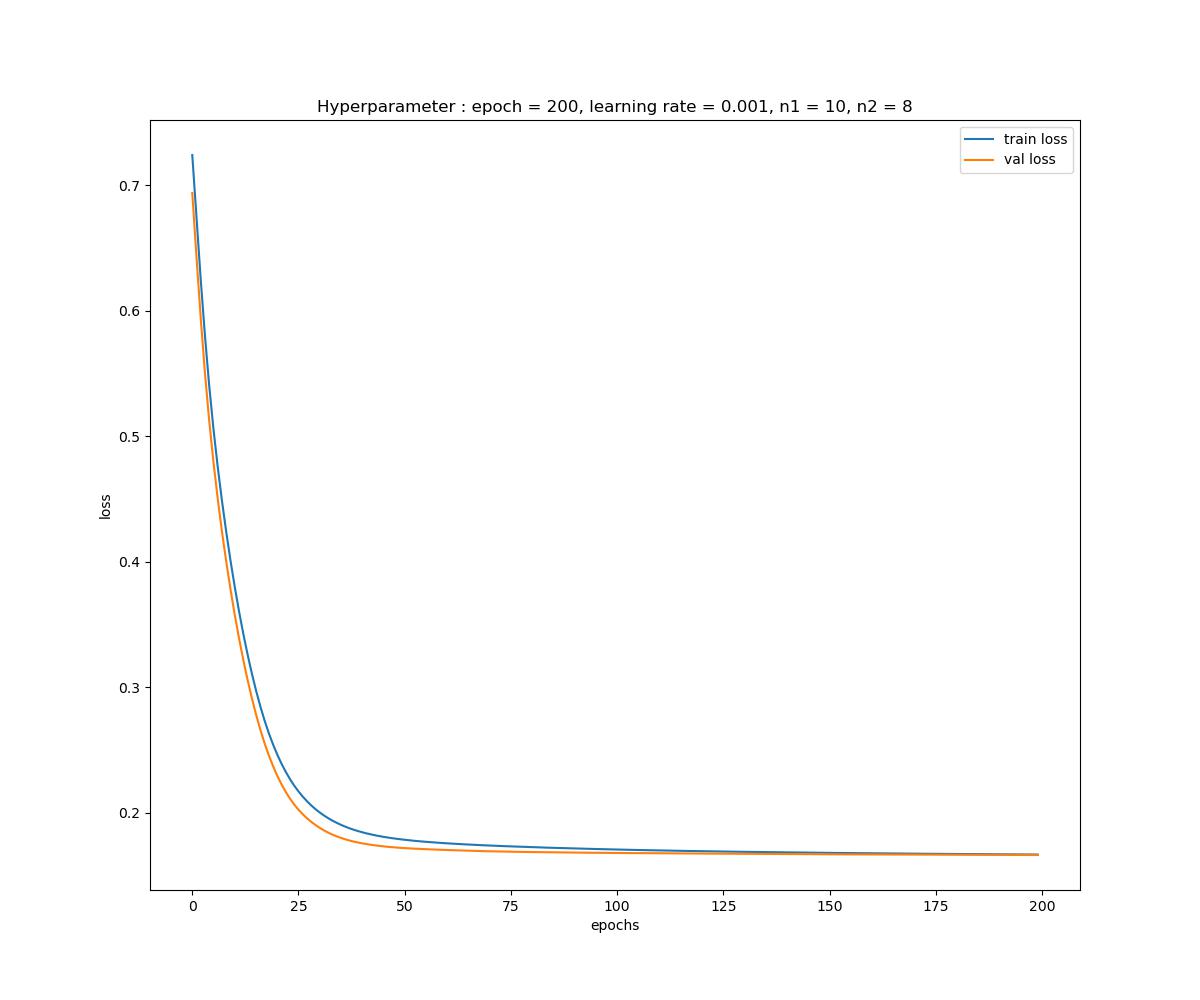 Hyperparameter : epoch = 200, learning rate = 0.001, n1 = 10, n2 = 8
train loss
val loss
0.7
0.6
0.5
0.4
0.3
0.2
loss
0 25 50 75 100 125 150 175 200
epochs